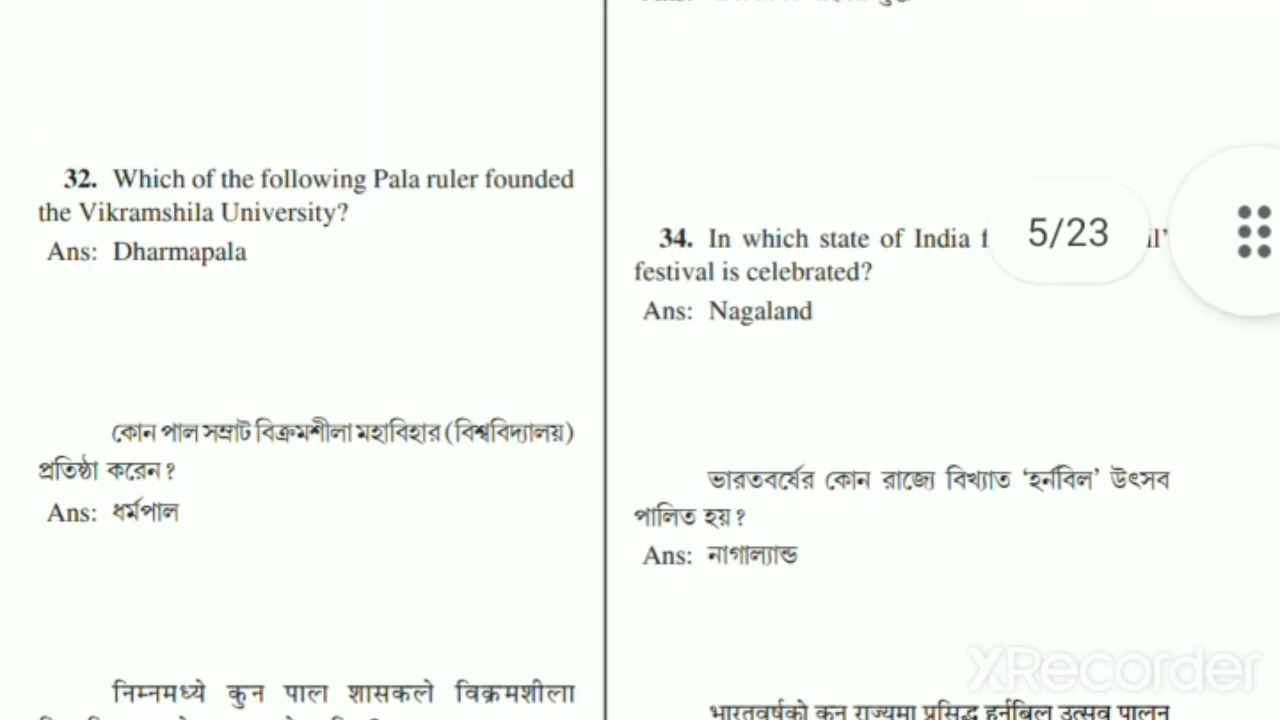 32. Which of the following Pala ruler founded
the Vikramshila University?
Ans: Dharmapala
কোন পাল সম্রাট বিক্রমশীলা মহাবিহার (বিশ্ববিদ্যালয়)
প্রতিষ্ঠা করেন?
Ans: ধর্মপাল
निम्नमध्ये कुन पाल शासकले विक्रमशीला
Ans:
34. In which state of India
festival is celebrated?
Ans: Nagaland
ভারতবর্ষের কোন রাজ্যে বিখ্যাত ‘হর্নবিল’ উৎসব
পালিত হয়?
Ans: নাগাল্যান্ড
भारतवर्षको कुन राज्यमा प्रसिद्ध हर्नबिल उत्सव पालन
5/23
XRecorder